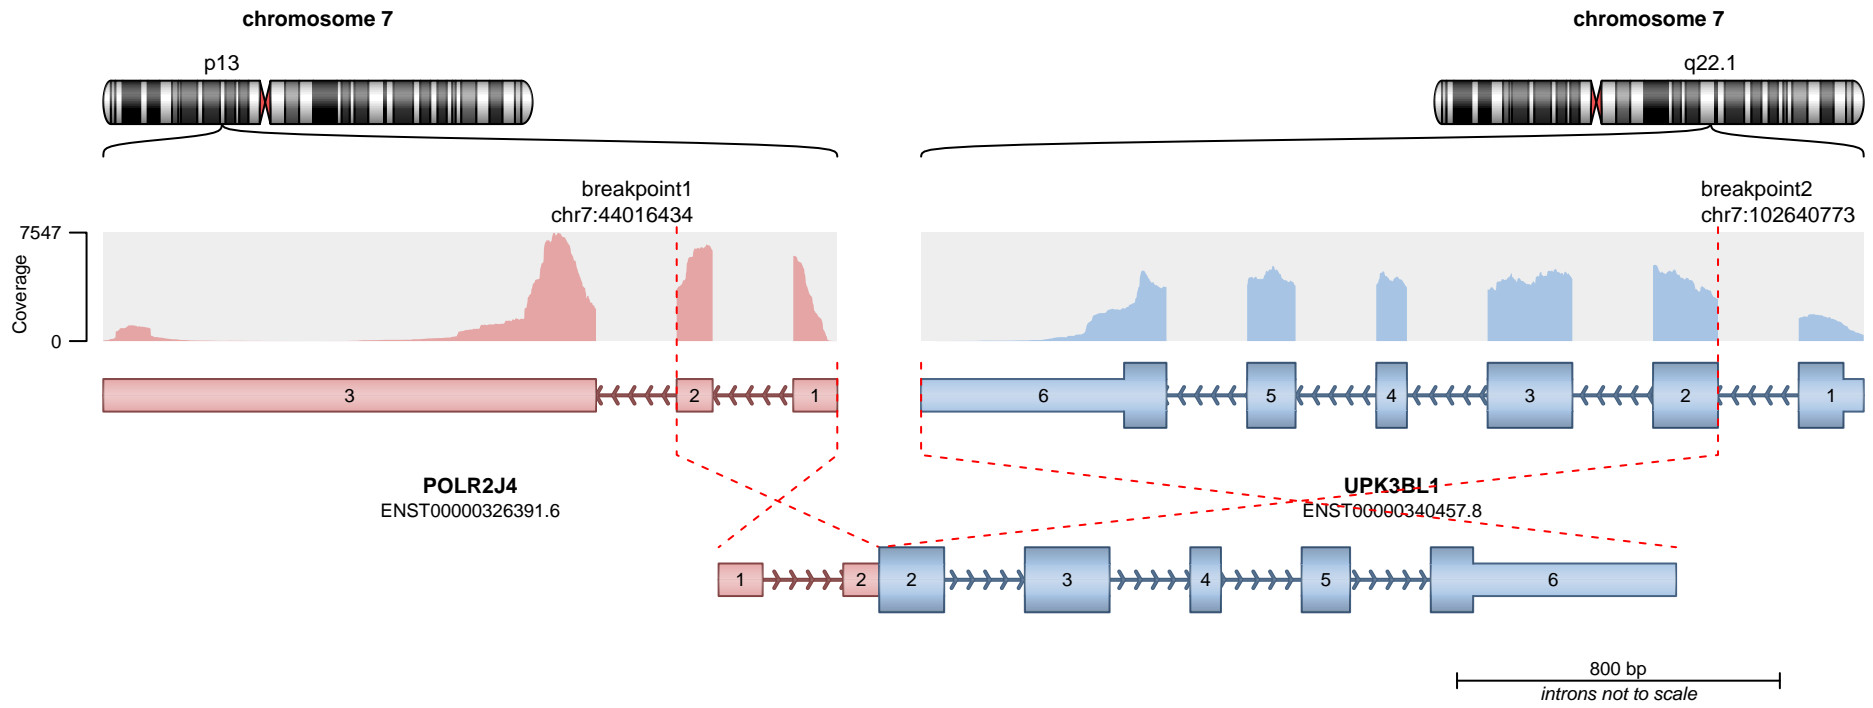 chromosome 7
chromosome 7
p13
q22.1
breakpoint1
chr7:44016434
breakpoint2
chr7:102640773
7547
Coverage
0
3
2
1
6
5
4
3
2
1
POLR2J4
ENST00000326391.6
UPK3BL1
ENST00000340457.8
1
2
2
3
4
5
6
800 bp
introns not to scale